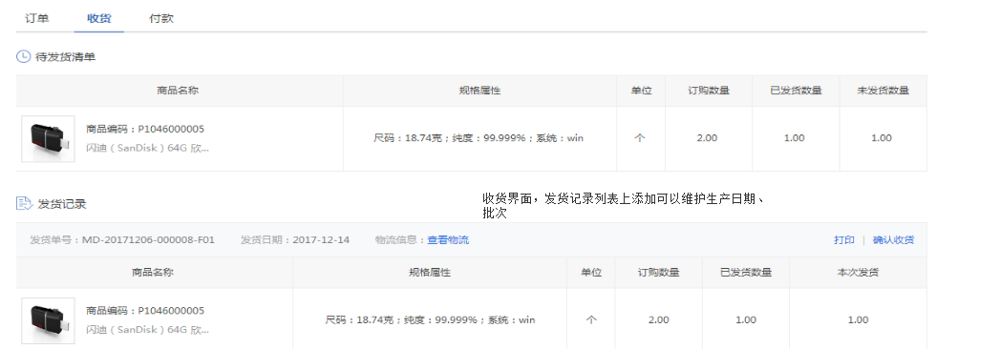 订单 收货 付款
待发货清单
商品名称 规格属性 单位 订购数量 已发货数量 未发货数量
商品编码：P1046000005
尺码：18.74克；纯度：99.999%；系统：win 个 2.00 1.00 1.00
闪迪（SanDisk）64G 欣...
发货记录
收货界面，发货记录列表上添加可以维护生产日期、
批次
发货单号：MD-20171206-000008-F01 发货日期：2017-12-14 物流信息：查看物流 打印 | 确认收货
商品名称 规格属性 单位 订购数量 已发货数量 本次发货
商品编码：P1046000005
尺码：18.74克；纯度：99.999%；系统：win 个 2.00 1.00 1.00
闪迪（SanDisk）64G 欣...